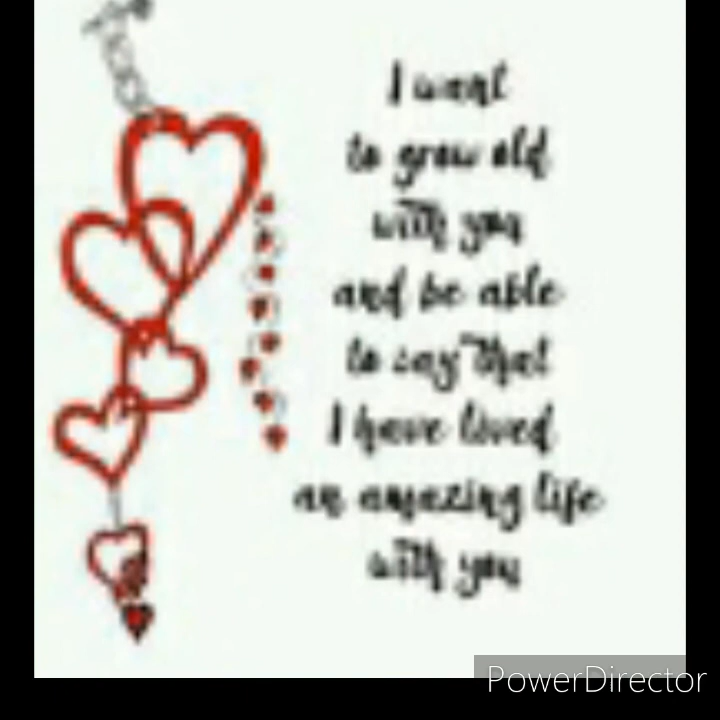 I want
to grow old
with you
and be able
to say that
I have lived
an amazing life
with you
PowerDirector